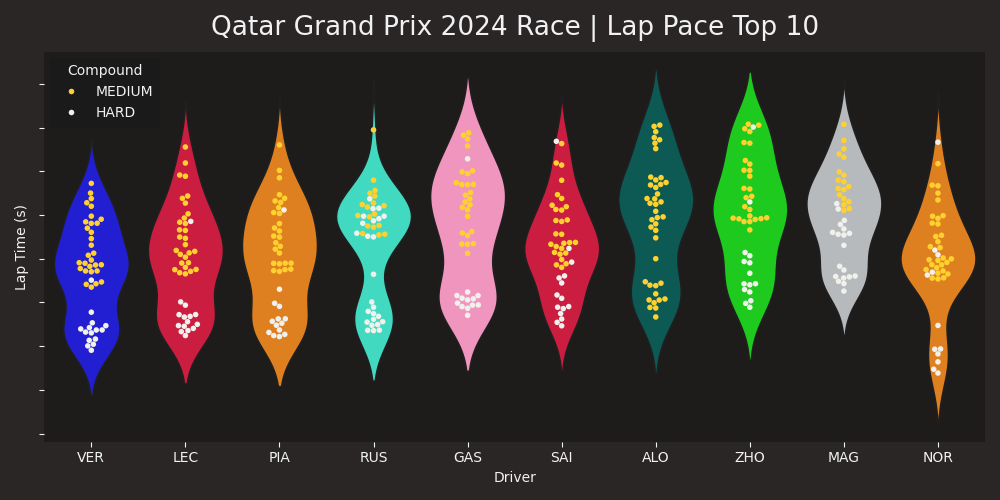 Qatar Grand Prix 2024 Race | Lap Pace Top 10
Compound
MEDIUM
HARD
Lap Time (s)
VER LEC PIA RUS GAS SAI ALO ZHO MAG NOR
Driver